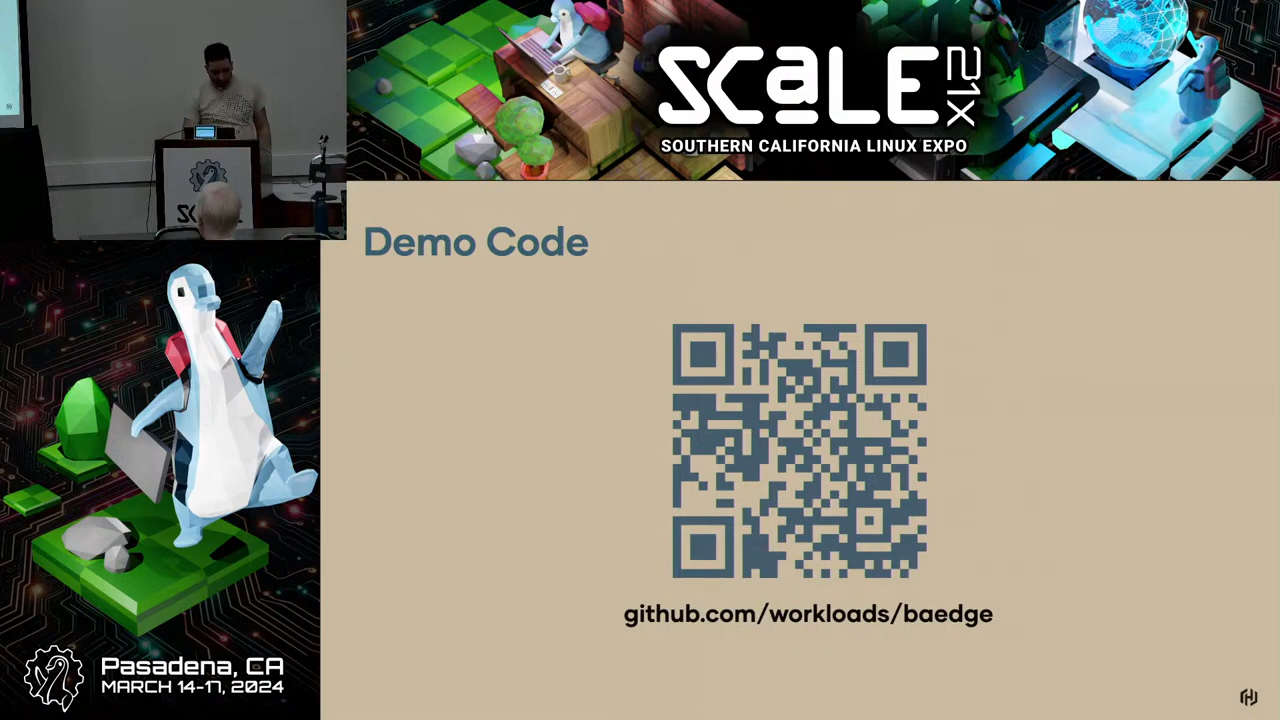 SCALE 21X
SOUTHERN CALIFORNIA LINUX EXPO
Demo Code
github.com/workloads/baedge
Pasadena, CA
MARCH 14-17, 2024